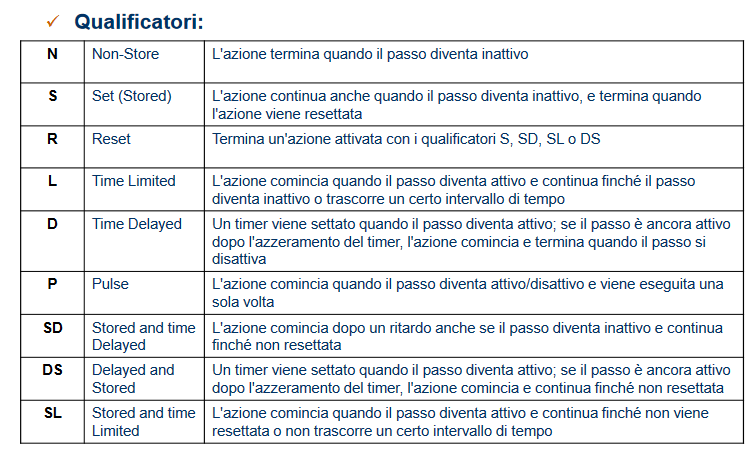 ✓ Qualificatori:
N Non-Store L'azione termina quando il passo diventa inattivo
S Set (Stored) L'azione continua anche quando il passo diventa inattivo, e termina quando
l'azione viene resettata
R Reset Termina un'azione attivata con i qualificatori S, SD, SL o DS
L Time Limited L'azione comincia quando il passo diventa attivo e continua finché il passo
diventa inattivo o trascorre un certo intervallo di tempo
D Time Delayed Un timer viene settato quando il passo diventa attivo; se il passo è ancora attivo
dopo l'azzeramento del timer, l'azione comincia e termina quando il passo si
disattiva
P Pulse L'azione comincia quando il passo diventa attivo/disattivo e viene eseguita una
sola volta
SD Stored and time L'azione comincia dopo un ritardo anche se il passo diventa inattivo e continua
Delayed finché non resettata
DS Delayed and Un timer viene settato quando il passo diventa attivo; se il passo è ancora attivo
Stored dopo l'azzeramento del timer, l'azione comincia e continua finché non resettata
SL Stored and time L'azione comincia quando il passo diventa attivo e continua finché non viene
Limited resettata o non trascorre un certo intervallo di tempo